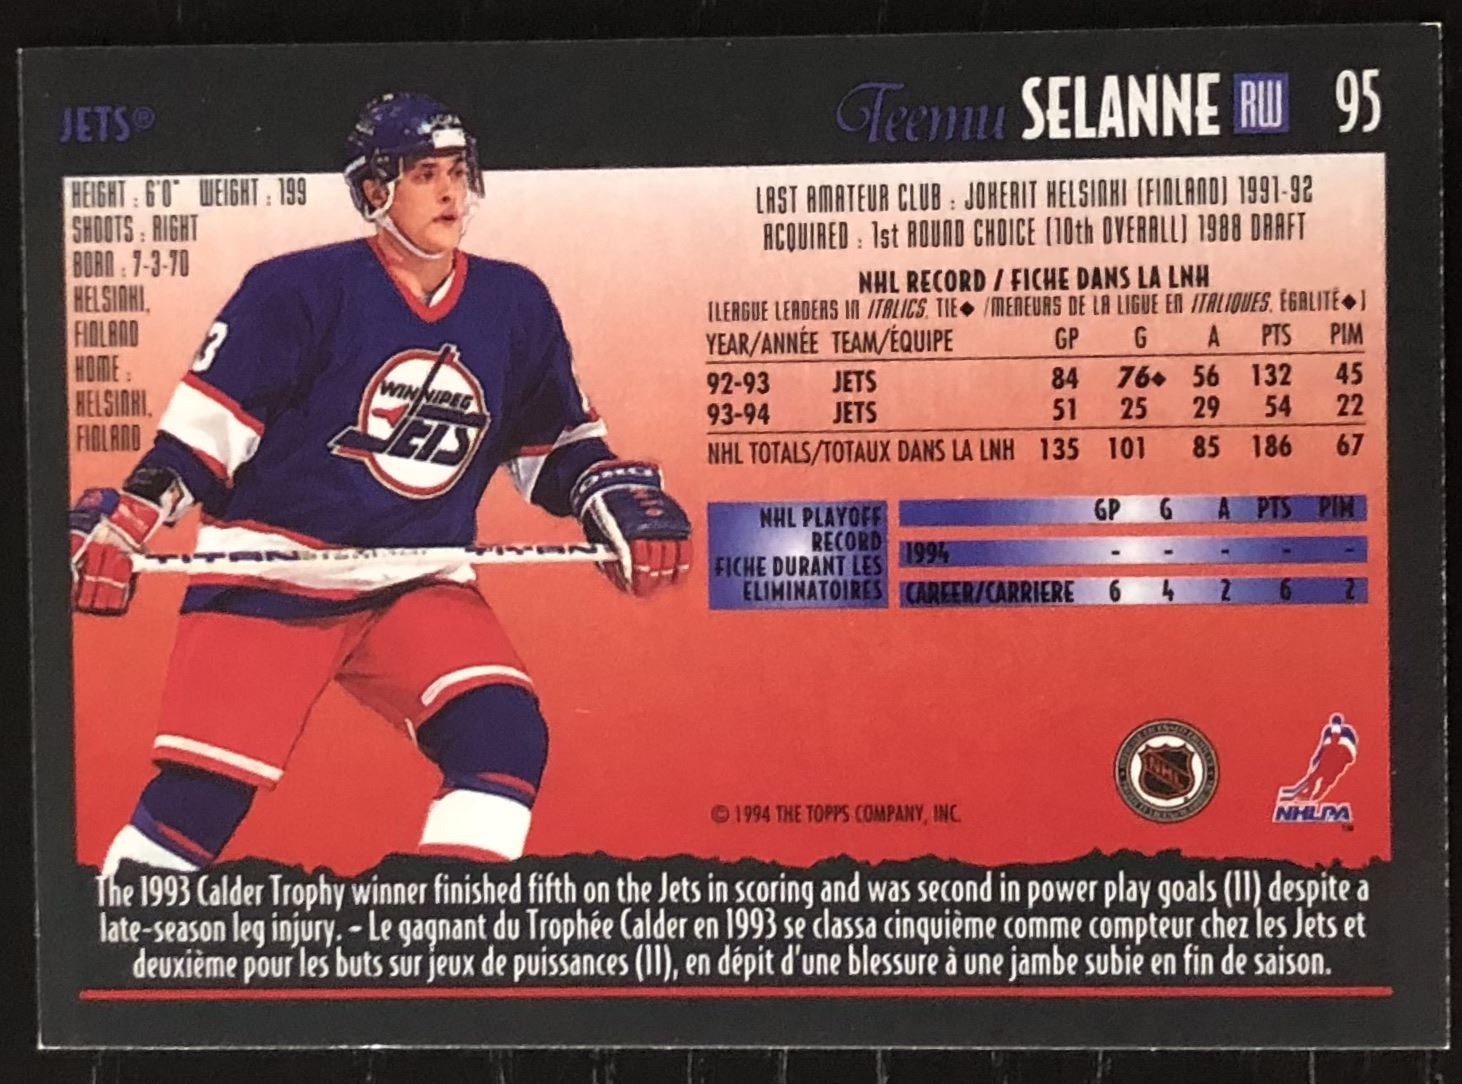 JETS®
Teemu SELANNE RW 95
HEIGHT : 6'0" WEIGHT : 199
SHOOTS : RIGHT
BORN : 7-3-70
HELSINKI,
FINLAND
HOME :
HELSINKI,
FINLAND
LAST AMATEUR CLUB : JOKERIT HELSINKI (FINLAND) 1991-92
ACQUIRED : 1st ROUND CHOICE (10th OVERALL) 1988 DRAFT
NHL RECORD / FICHE DANS LA LNH
(LEAGUE LEADERS IN ITALICS, TIE◆ /MENEURS DE LA LIGUE EN ITALIQUES, ÉGALITÉ◆)
YEAR/ANNÉE TEAM/ÉQUIPE GP G A PTS PIM
92-93 JETS 84 76◆ 56 132 45
93-94 JETS 51 25 29 54 22
NHL TOTALS/TOTAUX DANS LA LNH 135 101 85 186 67
NHL PLAYOFF
RECORD
FICHE DURANT LES
ELIMINATOIRES
GP G A PTS PIM
1994 - - - - -
CAREER/CARRIERE 6 4 2 6 2
3
WINNIPEG
JETS
TITAN TITAN
NHL
NHLPA
TM
© 1994 THE TOPPS COMPANY, INC.
The 1993 Calder Trophy winner finished fifth on the Jets in scoring and was second in power play goals (11) despite a
late-season leg injury. – Le gagnant du Trophée Calder en 1993 se classa cinquième comme compteur chez les Jets et
deuxième pour les buts sur jeux de puissances (11), en dépit d'une blessure à une jambe subie en fin de saison.